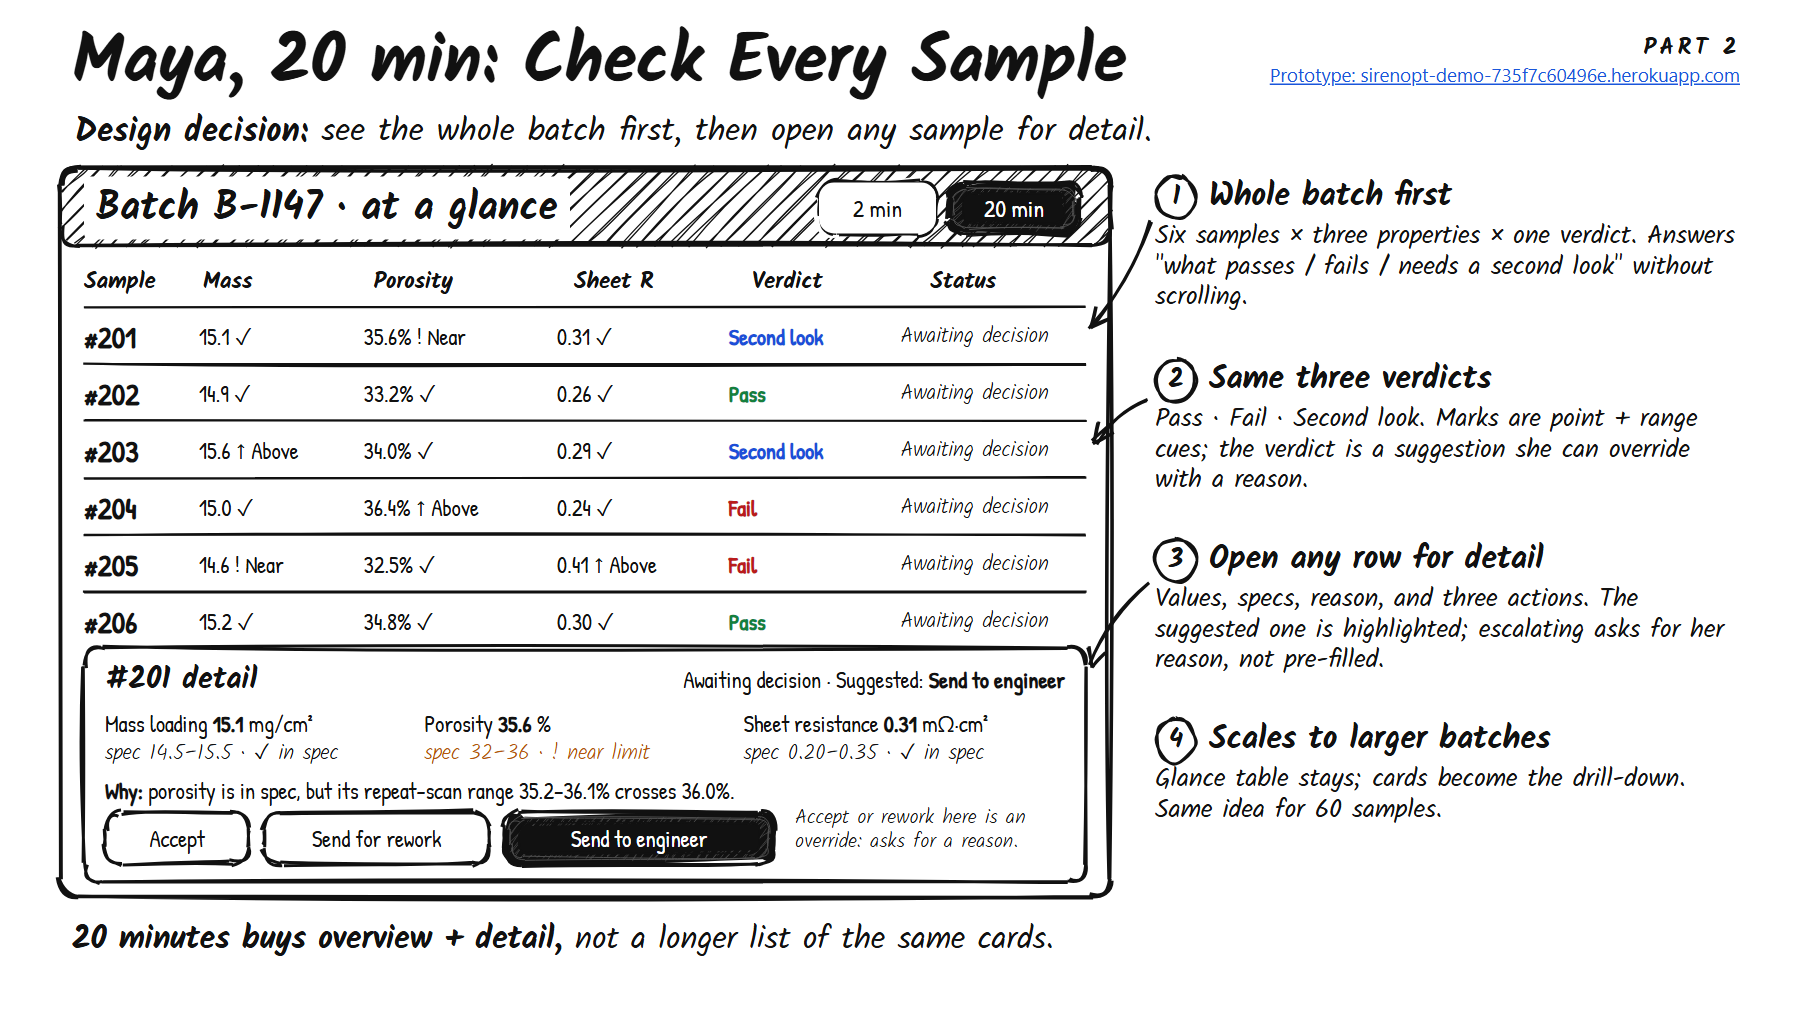 Maya, 20 min: Check Every Sample
PART 2
Prototype: sirenopt-demo-735f7c60496e.herokuapp.com
Design decision: see the whole batch first, then open any sample for detail.
Batch B-1147 · at a glance
2 min
20 min
Sample Mass Porosity Sheet R Verdict Status
#201 15.1 ✓ 35.6% ! Near 0.31 ✓ Second look Awaiting decision
#202 14.9 ✓ 33.2% ✓ 0.26 ✓ Pass Awaiting decision
#203 15.6 ↑ Above 34.0% ✓ 0.29 ✓ Second look Awaiting decision
#204 15.0 ✓ 36.4% ↑ Above 0.24 ✓ Fail Awaiting decision
#205 14.6 ! Near 32.5% ✓ 0.41 ↑ Above Fail Awaiting decision
#206 15.2 ✓ 34.8% ✓ 0.30 ✓ Pass Awaiting decision
#201 detail
Awaiting decision · Suggested: Send to engineer
Mass loading 15.1 mg/cm² Porosity 35.6 % Sheet resistance 0.31 mΩ·cm²
spec 14.5–15.5 · ✓ in spec spec 32–36 · ! near limit spec 0.20–0.35 · ✓ in spec
Why: porosity is in spec, but its repeat-scan range 35.2–36.1% crosses 36.0%.
Accept
Send for rework
Send to engineer
Accept or rework here is an
override: asks for a reason.
1 Whole batch first
Six samples × three properties × one verdict. Answers
"what passes / fails / needs a second look" without
scrolling.
2 Same three verdicts
Pass · Fail · Second look. Marks are point + range
cues; the verdict is a suggestion she can override
with a reason.
3 Open any row for detail
Values, specs, reason, and three actions. The
suggested one is highlighted; escalating asks for her
reason, not pre-filled.
4 Scales to larger batches
Glance table stays; cards become the drill-down.
Same idea for 60 samples.
20 minutes buys overview + detail, not a longer list of the same cards.